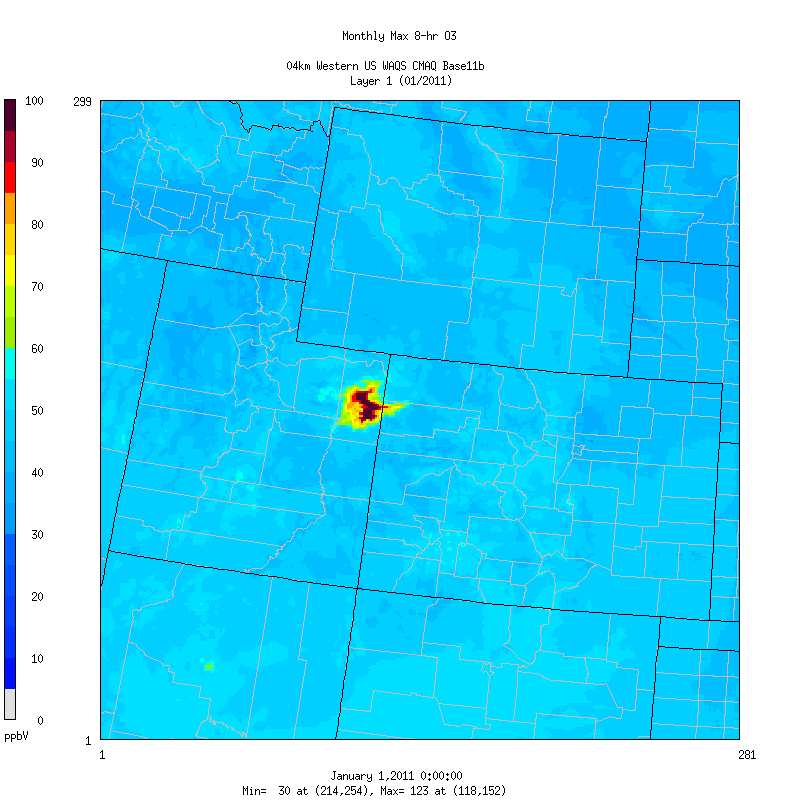 Monthly Max 8-hr O3
04km Western US WAQS CMAQ Base11b
Layer 1 (01/2011)
299
100
90
80
70
60
50
40
30
20
10
0
ppbV
1
1
281
January 1,2011 0:00:00
Min= 30 at (214,254), Max= 123 at (118,152)